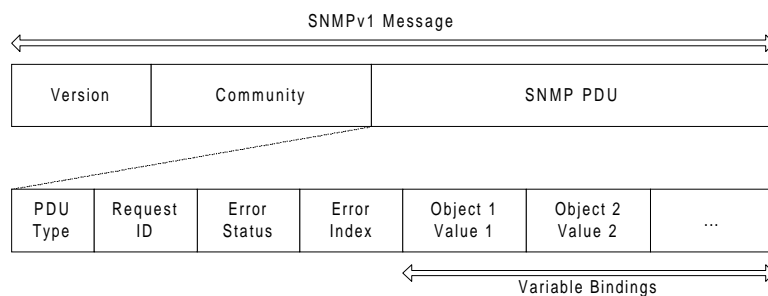 SNMPv1 Message
Version
Community
SNMP PDU
PDU
Type
Request
ID
Error
Status
Error
Index
Object 1
Value 1
Object 2
Value 2
...
Variable Bindings